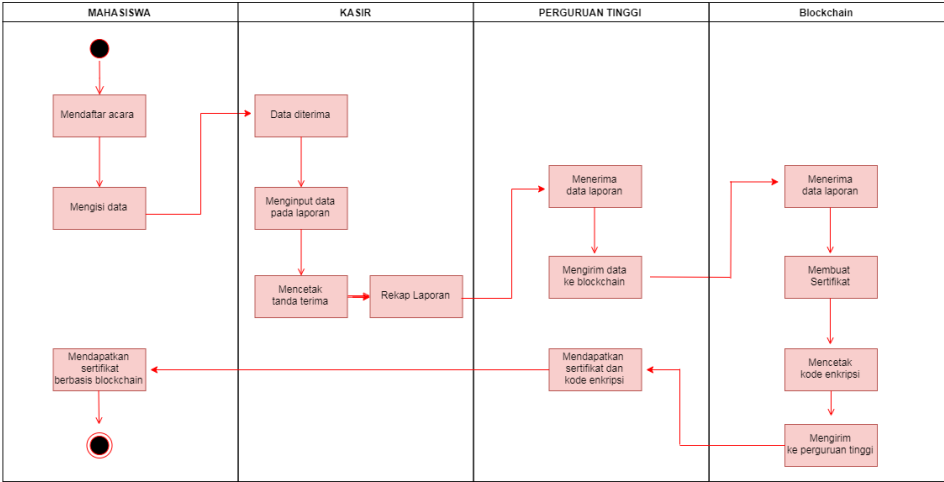 MAHASISWA
KASIR
PERGURUAN TINGGI
Blockchain
Mendaftar acara
Mengisi data
Data diterima
Menginput data
pada laporan
Mencetak
tanda terima
Rekap Laporan
Menerima
data laporan
Mengirim data
ke blockchain
Menerima
data laporan
Membuat
Sertifikat
Mencetak
kode enkripsi
Mengirim
ke perguruan tinggi
Mendapatkan
sertifikat dan
kode enkripsi
Mendapatkan
sertifikat
berbasis blockchain